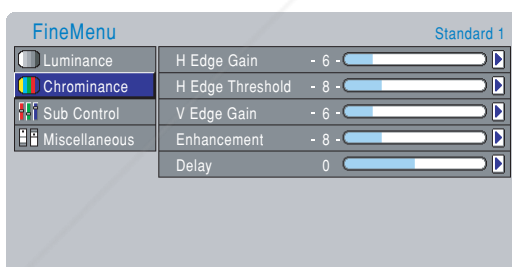 FineMenu Standard 1
Luminance H Edge Gain - 6 -
Chrominance H Edge Threshold - 8 -
Sub Control V Edge Gain - 6 -
Miscellaneous Enhancement - 8 -
Delay 0